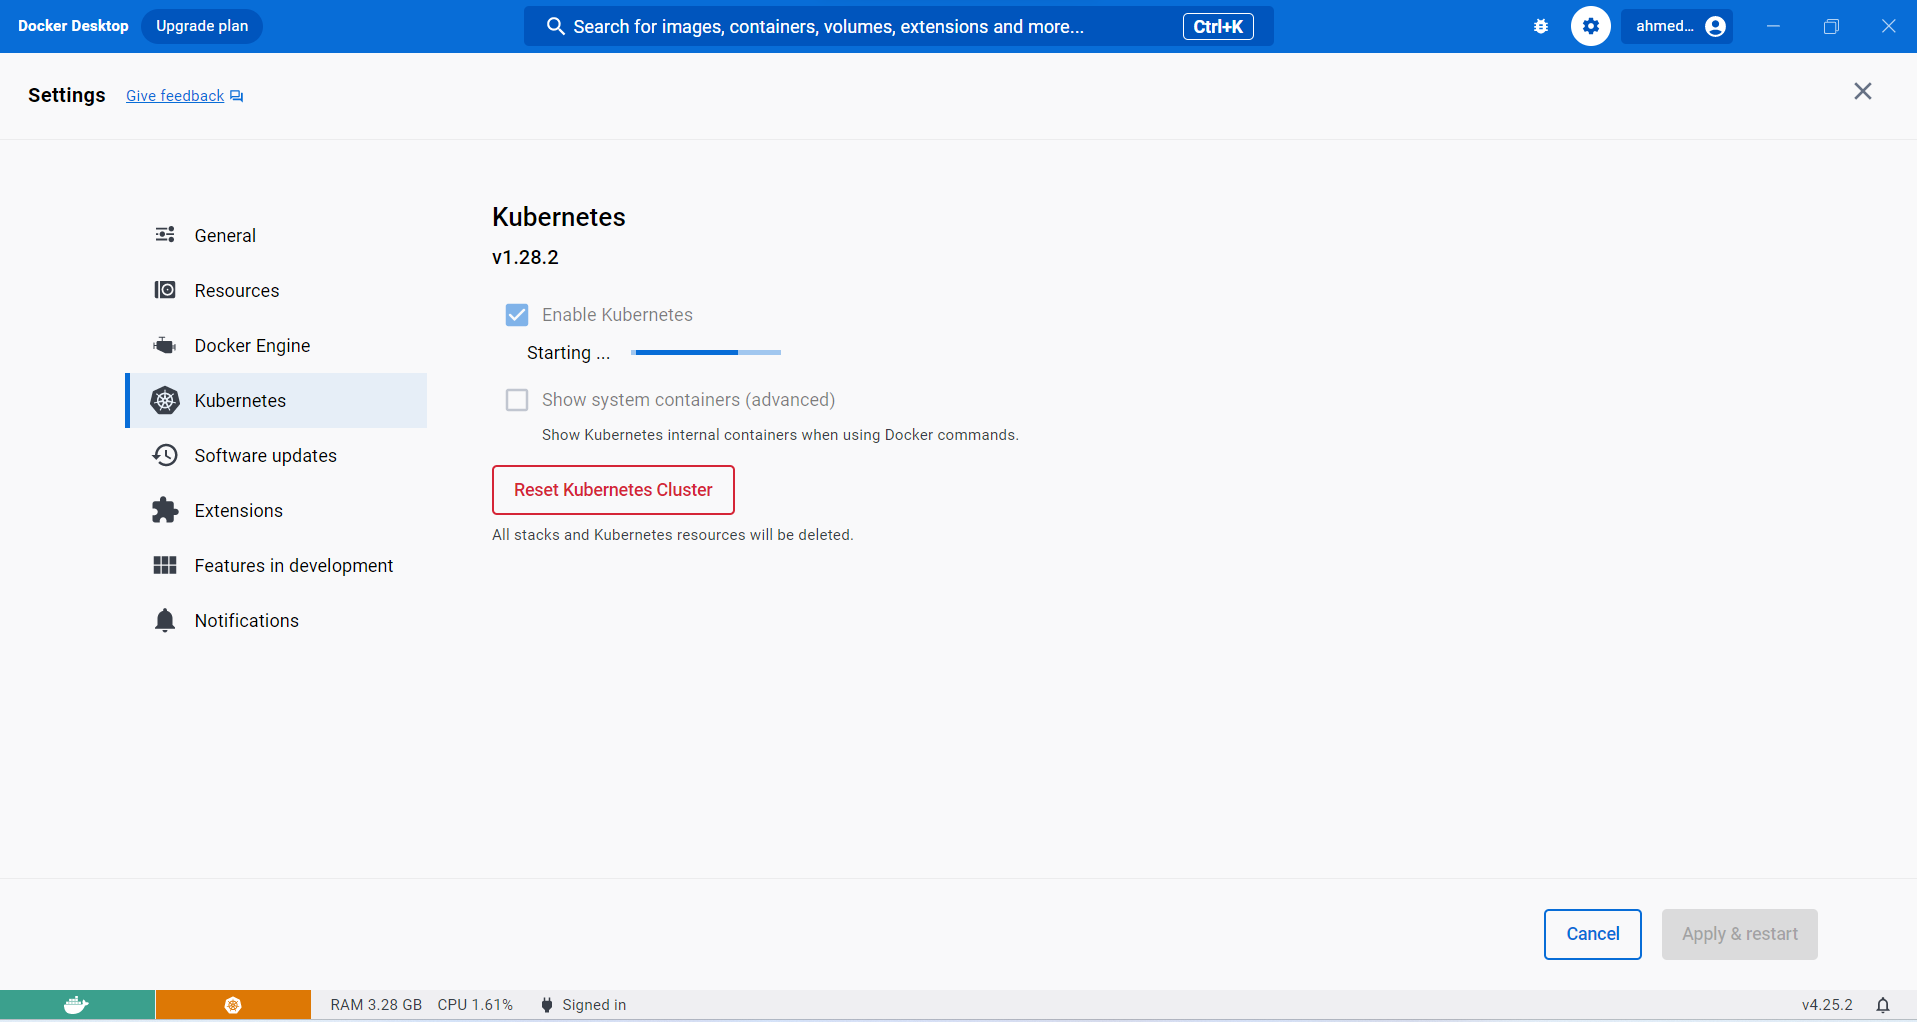 Docker Desktop Upgrade plan Search for images, containers, volumes, extensions and more... Ctrl+K ahmed...
Settings Give feedback
General
Resources
Docker Engine
Kubernetes
Software updates
Extensions
Features in development
Notifications
Kubernetes
v1.28.2
Enable Kubernetes
Starting ...
Show system containers (advanced)
Show Kubernetes internal containers when using Docker commands.
Reset Kubernetes Cluster
All stacks and Kubernetes resources will be deleted.
Cancel Apply & restart
RAM 3.28 GB CPU 1.61% Signed in v4.25.2